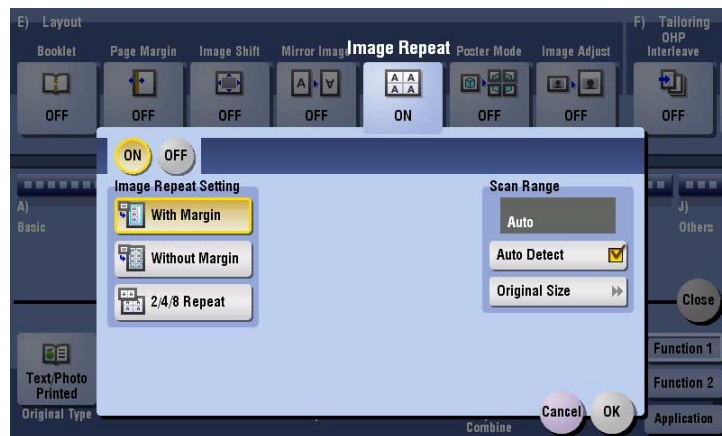 E) Layout
F) Tailoring
Booklet
Page Margin
Image Shift
Mirror Image
Image Repeat
Poster Mode
Image Adjust
OHP
Interleave
A A
A A
OFF
OFF
OFF
OFF
ON
OFF
OFF
OFF
ON
OFF
Image Repeat Setting
With Margin
Without Margin
2/4/8 Repeat
Scan Range
Auto
Auto Detect
Original Size
A)
Basic
J)
Others
Close
Text/Photo
Printed
Original Type
Combine
Cancel
OK
Function 1
Function 2
Application